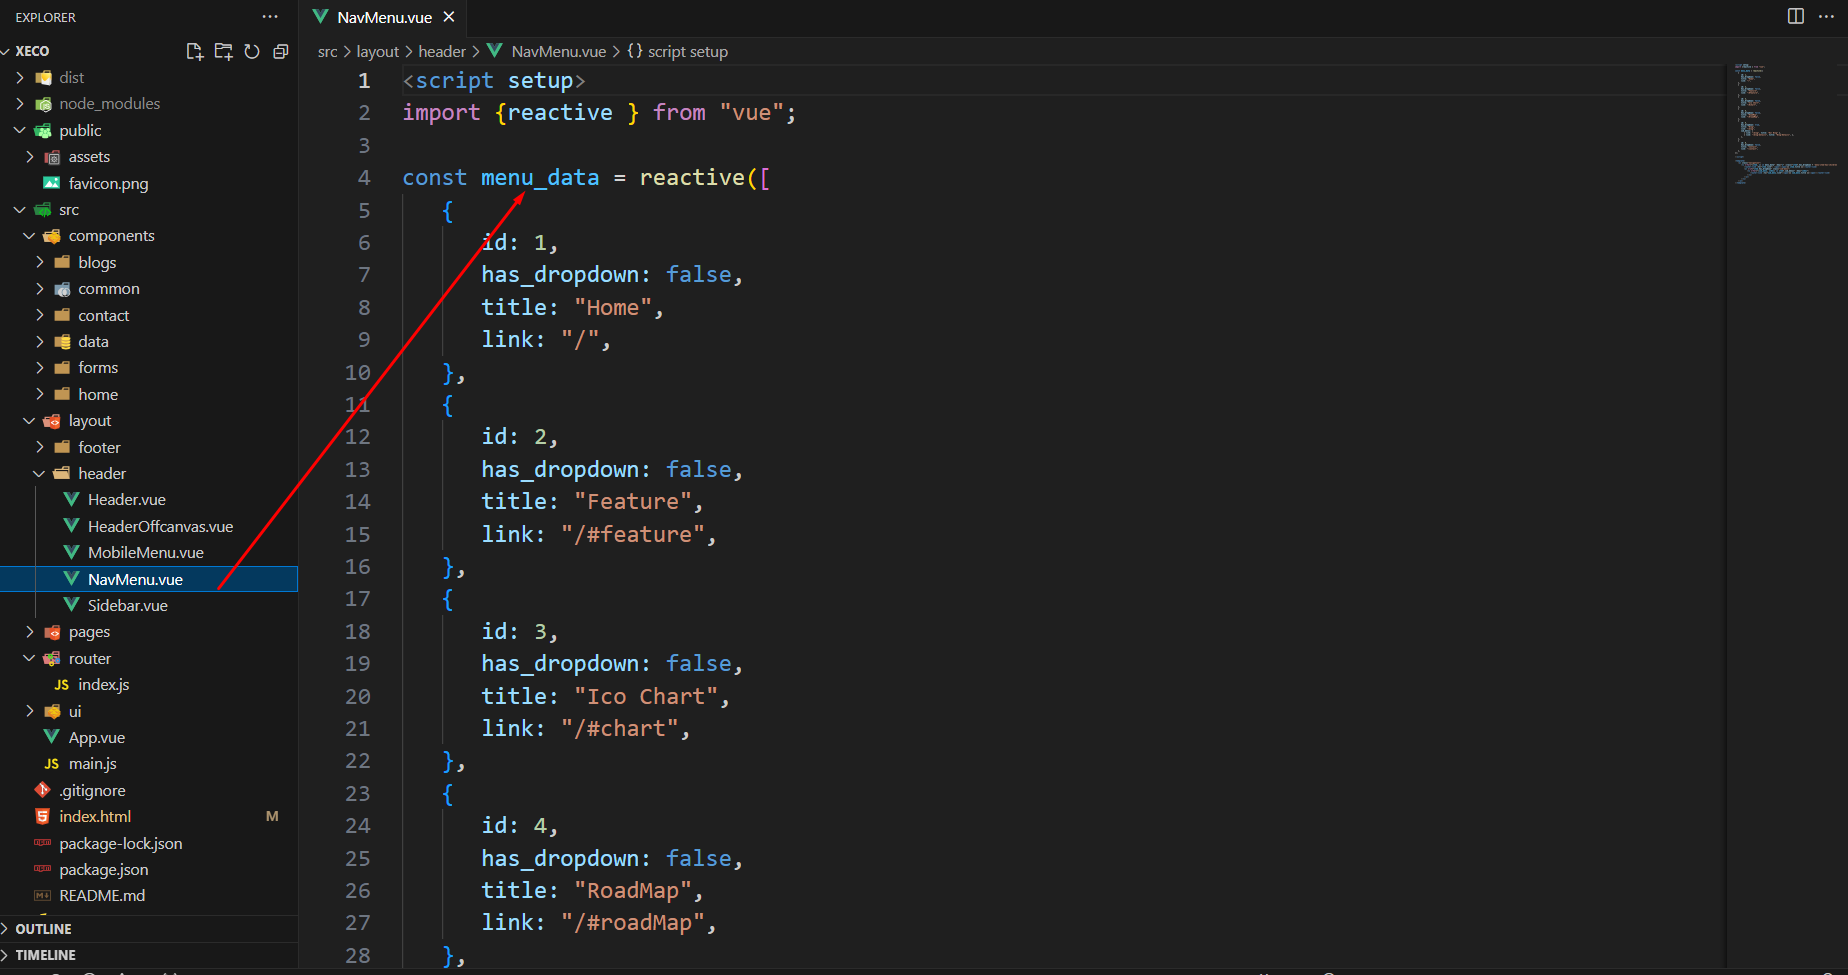 EXPLORER
XECO
dist
node_modules
public
assets
favicon.png
src
components
blogs
common
contact
data
forms
home
layout
footer
header
Header.vue
HeaderOffcanvas.vue
MobileMenu.vue
NavMenu.vue
Sidebar.vue
pages
router
JS index.js
ui
App.vue
JS main.js
.gitignore
index.html M
package-lock.json
package.json
README.md
OUTLINE
TIMELINE
NavMenu.vue
src > layout > header > NavMenu.vue > {} script setup
1 <script setup>
2 import {reactive } from "vue";
3
4 const menu_data = reactive([
5 {
6 id: 1,
7 has_dropdown: false,
8 title: "Home",
9 link: "/",
10 },
11 {
12 id: 2,
13 has_dropdown: false,
14 title: "Feature",
15 link: "/#feature",
16 },
17 {
18 id: 3,
19 has_dropdown: false,
20 title: "Ico Chart",
21 link: "/#chart",
22 },
23 {
24 id: 4,
25 has_dropdown: false,
26 title: "RoadMap",
27 link: "/#roadMap",
28 },